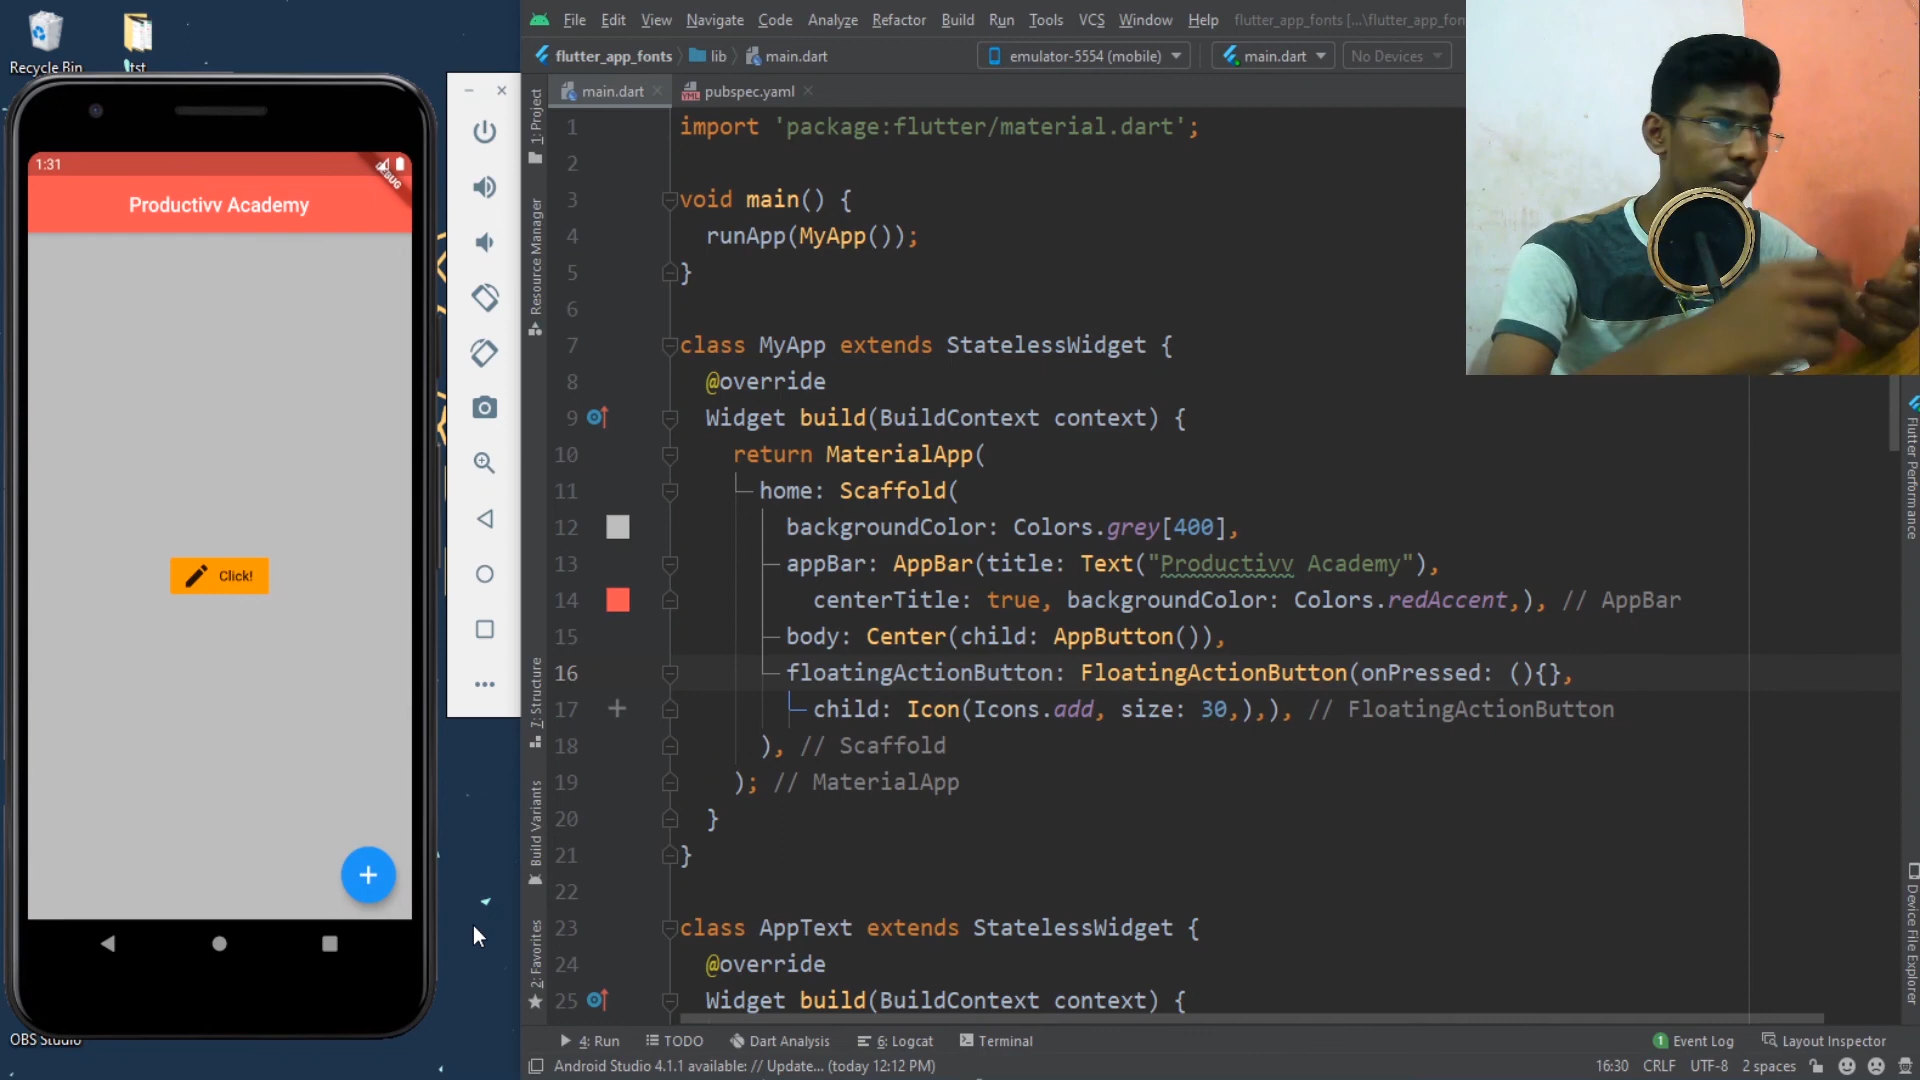 Recycle Bin
tst
File Edit View Navigate Code Analyze Refactor Build Run Tools VCS Window Help flutter_app_fonts [...\flutter_app_fon
flutter_app_fonts lib main.dart emulator-5554 (mobile) main.dart No Devices
main.dart pubspec.yaml
1: Project
Resource Manager
7: Structure
Build Variants
2: Favorites
1:31
DEBUG
Productivv Academy
Click!
OBS Studio
1 import 'package:flutter/material.dart';
2
3 void main() {
4 runApp(MyApp());
5 }
6
7 class MyApp extends StatelessWidget {
8 @override
9 Widget build(BuildContext context) {
10 return MaterialApp(
11 home: Scaffold(
12 backgroundColor: Colors.grey[400],
13 appBar: AppBar(title: Text("Productivv Academy"),
14 centerTitle: true, backgroundColor: Colors.redAccent,), // AppBar
15 body: Center(child: AppButton()),
16 floatingActionButton: FloatingActionButton(onPressed: (){},
17 child: Icon(Icons.add, size: 30,),), // FloatingActionButton
18 ), // Scaffold
19 ); // MaterialApp
20 }
21 }
22
23 class AppText extends StatelessWidget {
24 @override
25 Widget build(BuildContext context) {
Flutter Performance
Device File Explorer
4: Run TODO Dart Analysis 6: Logcat Terminal 1 Event Log Layout Inspector
Android Studio 4.1.1 available: // Update... (today 12:12 PM) 16:30 CRLF UTF-8 2 spaces